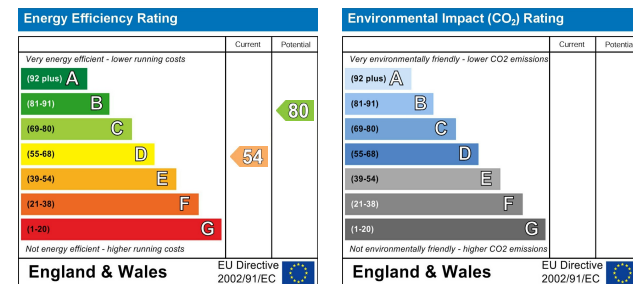 Energy Efficiency Rating
Current Potential
Very energy efficient - lower running costs
(92 plus) A
(81-91) B
80
(69-80) C
(55-68) D
54
(39-54) E
(21-38) F
(1-20) G
Not energy efficient - higher running costs
England & Wales
EU Directive
2002/91/EC
Environmental Impact (CO₂) Rating
Current Potential
Very environmentally friendly - lower CO2 emissions
(92 plus) A
(81-91) B
(69-80) C
(55-68) D
(39-54) E
(21-38) F
(1-20) G
Not environmentally friendly - higher CO2 emissions
England & Wales
EU Directive
2002/91/EC